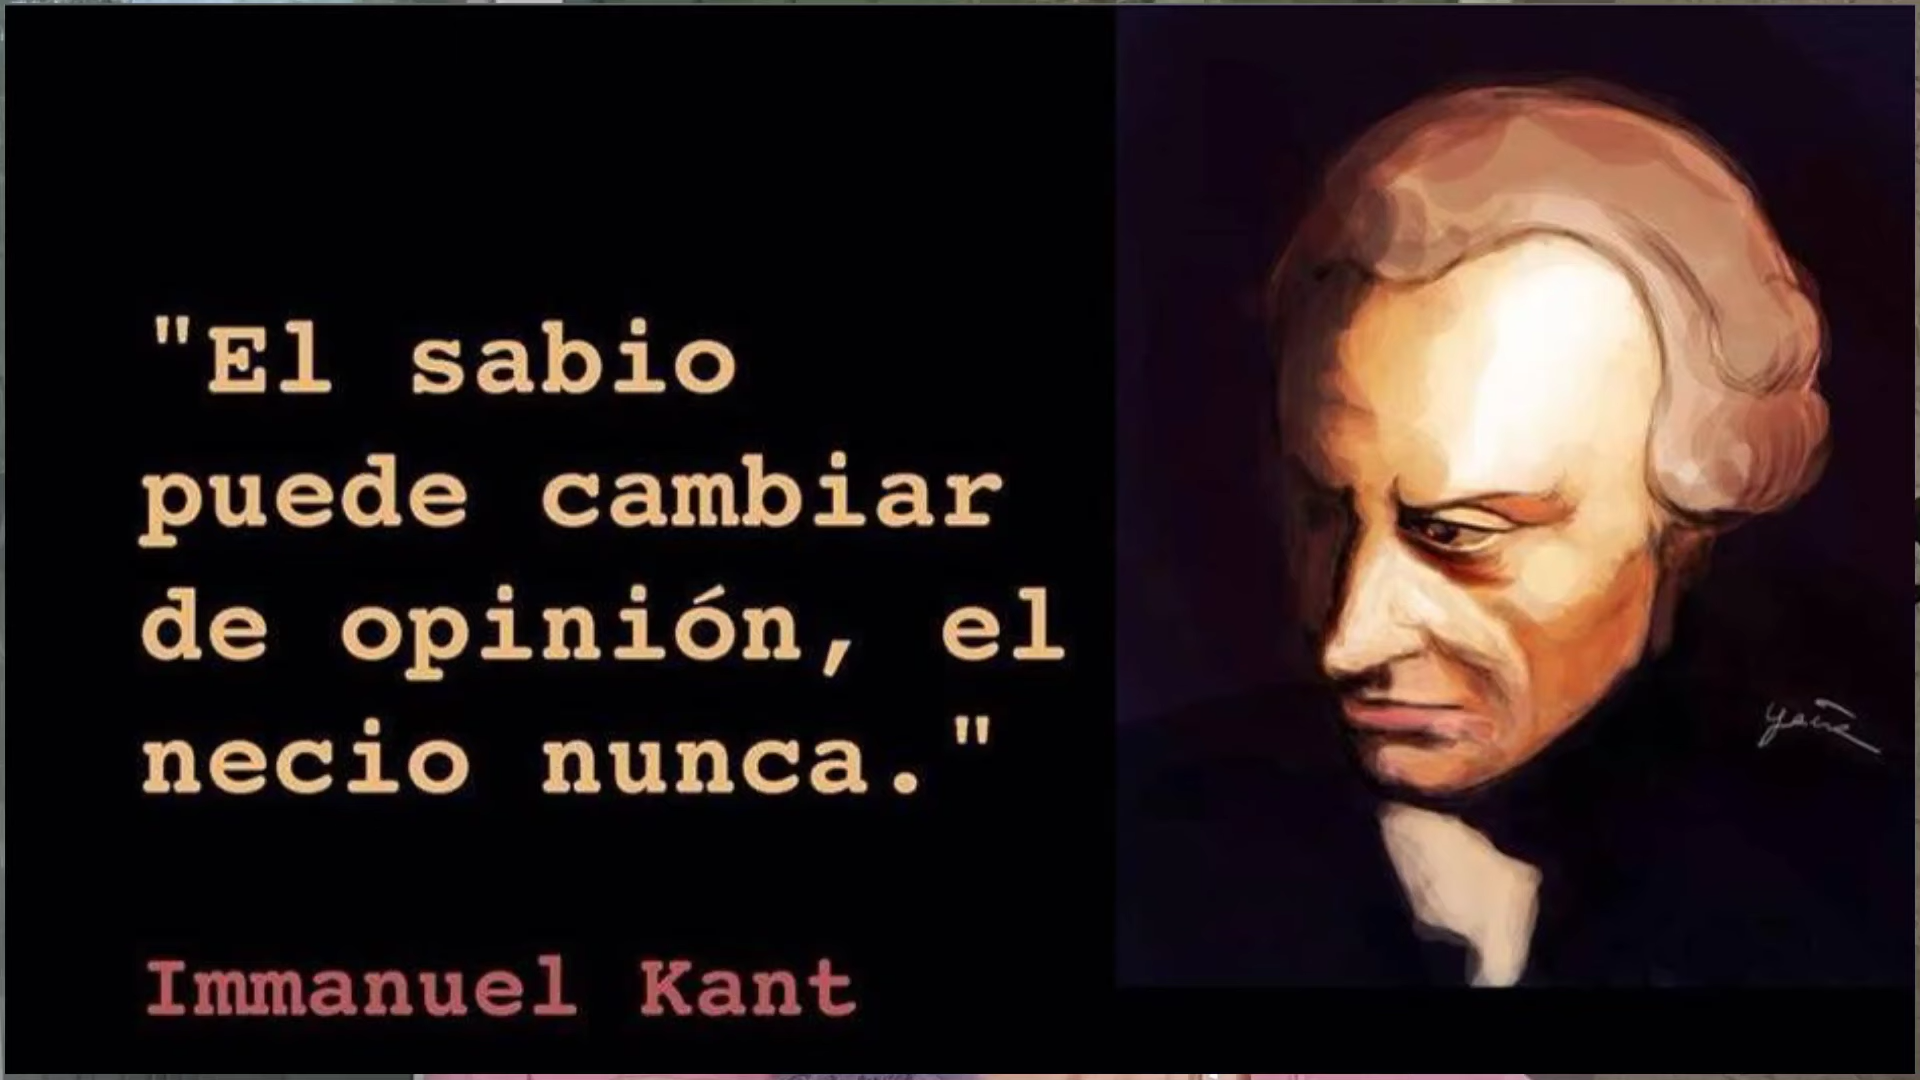 "El sabio
puede cambiar
de opinión, el
necio nunca."
Immanuel Kant